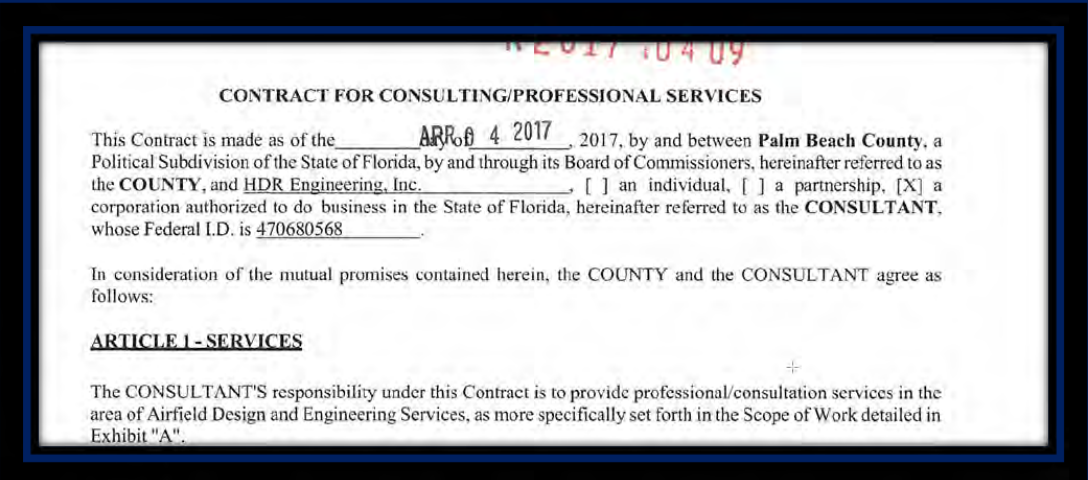 CONTRACT FOR CONSULTING/PROFESSIONAL SERVICES
This Contract is made as of the APR 0 4 2017, 2017, by and between Palm Beach County, a
Political Subdivision of the State of Florida, by and through its Board of Commissioners, hereinafter referred to as
the COUNTY, and HDR Engineering, Inc. , [ ] an individual, [ ] a partnership, [X] a
corporation authorized to do business in the State of Florida, hereinafter referred to as the CONSULTANT,
whose Federal I.D. is 470680568 .
In consideration of the mutual promises contained herein, the COUNTY and the CONSULTANT agree as
follows:
ARTICLE 1 - SERVICES
The CONSULTANT'S responsibility under this Contract is to provide professional/consultation services in the
area of Airfield Design and Engineering Services, as more specifically set forth in the Scope of Work detailed in
Exhibit "A".